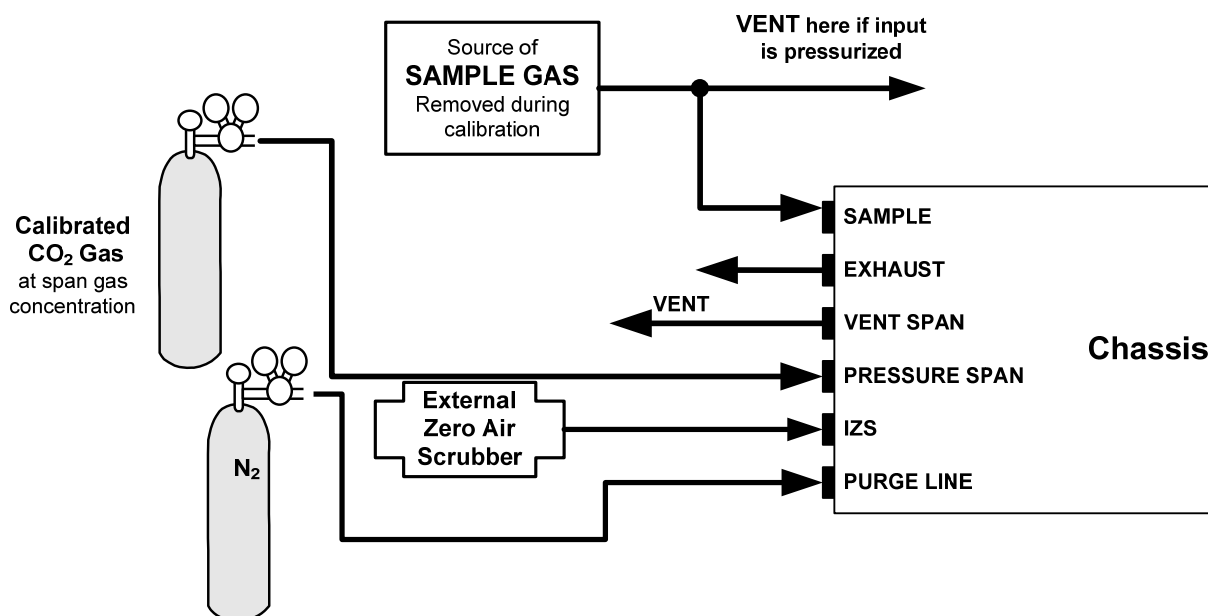 Source of
SAMPLE GAS
Removed during
calibration
VENT here if input
is pressurized
Calibrated
CO₂ Gas
at span gas
concentration
N₂
External
Zero Air
Scrubber
VENT
SAMPLE
EXHAUST
VENT SPAN
PRESSURE SPAN
IZS
PURGE LINE
Chassis